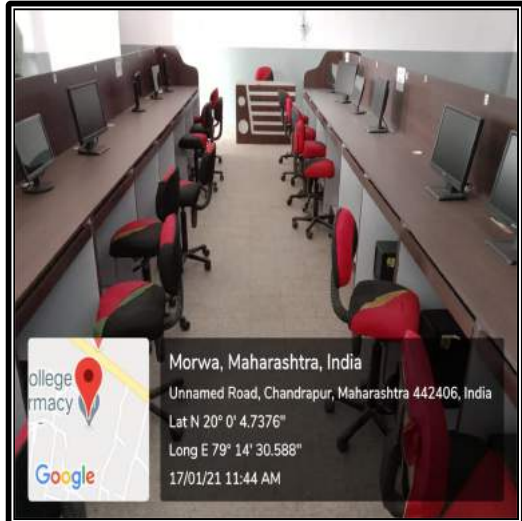 ollege
rmacy
Google
Morwa, Maharashtra, India
Unnamed Road, Chandrapur, Maharashtra 442406, India
Lat N 20° 0' 4.7376"
Long E 79° 14' 30.588"
17/01/21 11:44 AM